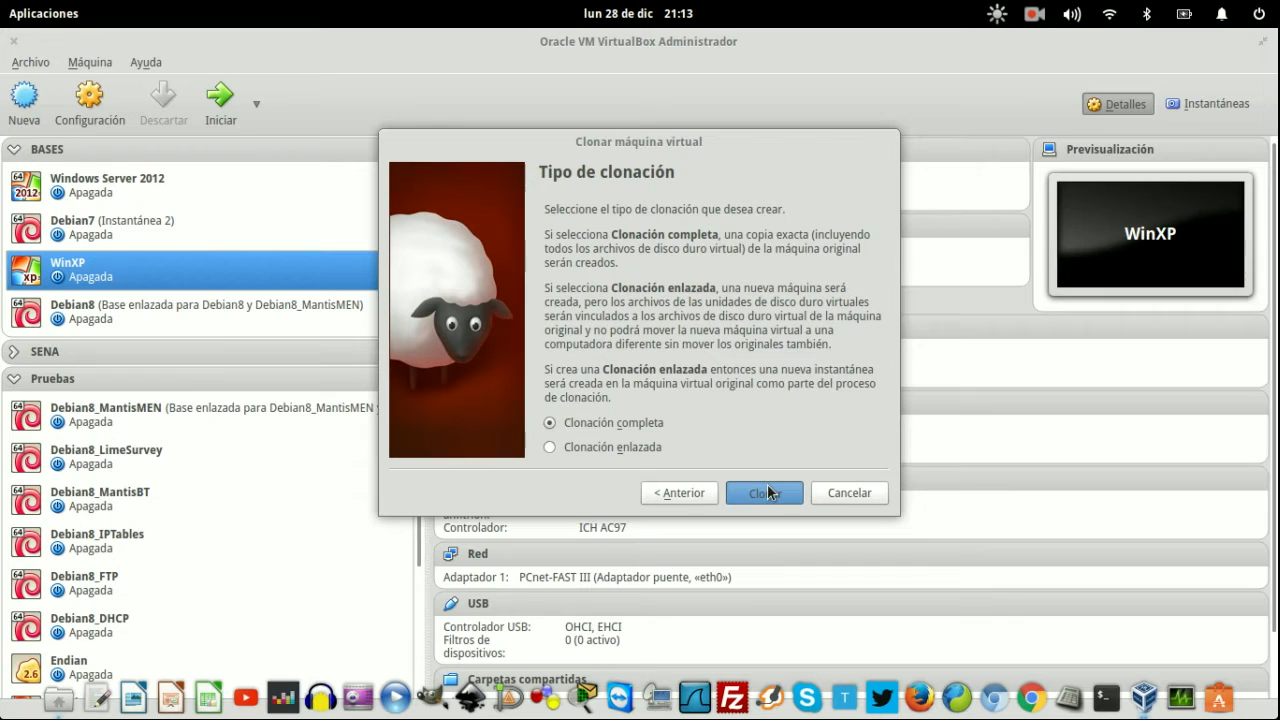 Aplicaciones
lun 28 de dic 21:13
Oracle VM VirtualBox Administrador
Archivo Máquina Ayuda
Nueva Configuración Descartar Iniciar
Detalles Instantáneas
BASES
Windows Server 2012
Apagada
Debian7 (Instantánea 2)
Apagada
WinXP
Apagada
Debian8 (Base enlazada para Debian8 y Debian8_MantisMEN)
Apagada
SENA
Pruebas
Debian8_MantisMEN (Base enlazada para Debian8_MantisMEN y
Apagada
Debian8_LimeSurvey
Apagada
Debian8_MantisBT
Apagada
Debian8_IPTables
Apagada
Debian8_FTP
Apagada
Debian8_DHCP
Apagada
Endian
Apagada
Clonar máquina virtual
Tipo de clonación
Seleccione el tipo de clonación que desea crear.
Si selecciona Clonación completa, una copia exacta (incluyendo
todos los archivos de disco duro virtual) de la máquina original
serán creados.
Si selecciona Clonación enlazada, una nueva máquina será
creada, pero los archivos de las unidades de disco duro virtuales
serán vinculados a los archivos de disco duro virtual de la máquina
original y no podrá mover la nueva máquina virtual a una
computadora diferente sin mover los originales también.
Si crea una Clonación enlazada entonces una nueva instantánea
será creada en la máquina virtual original como parte del proceso
de clonación.
Clonación completa
Clonación enlazada
< Anterior
Cancelar
Previsualización
WinXP
Controlador: ICH AC97
Red
Adaptador 1: PCnet-FAST III (Adaptador puente, «eth0»)
USB
Controlador USB: OHCI, EHCI
Filtros de 0 (0 activo)
dispositivos:
Carpetas compartidas